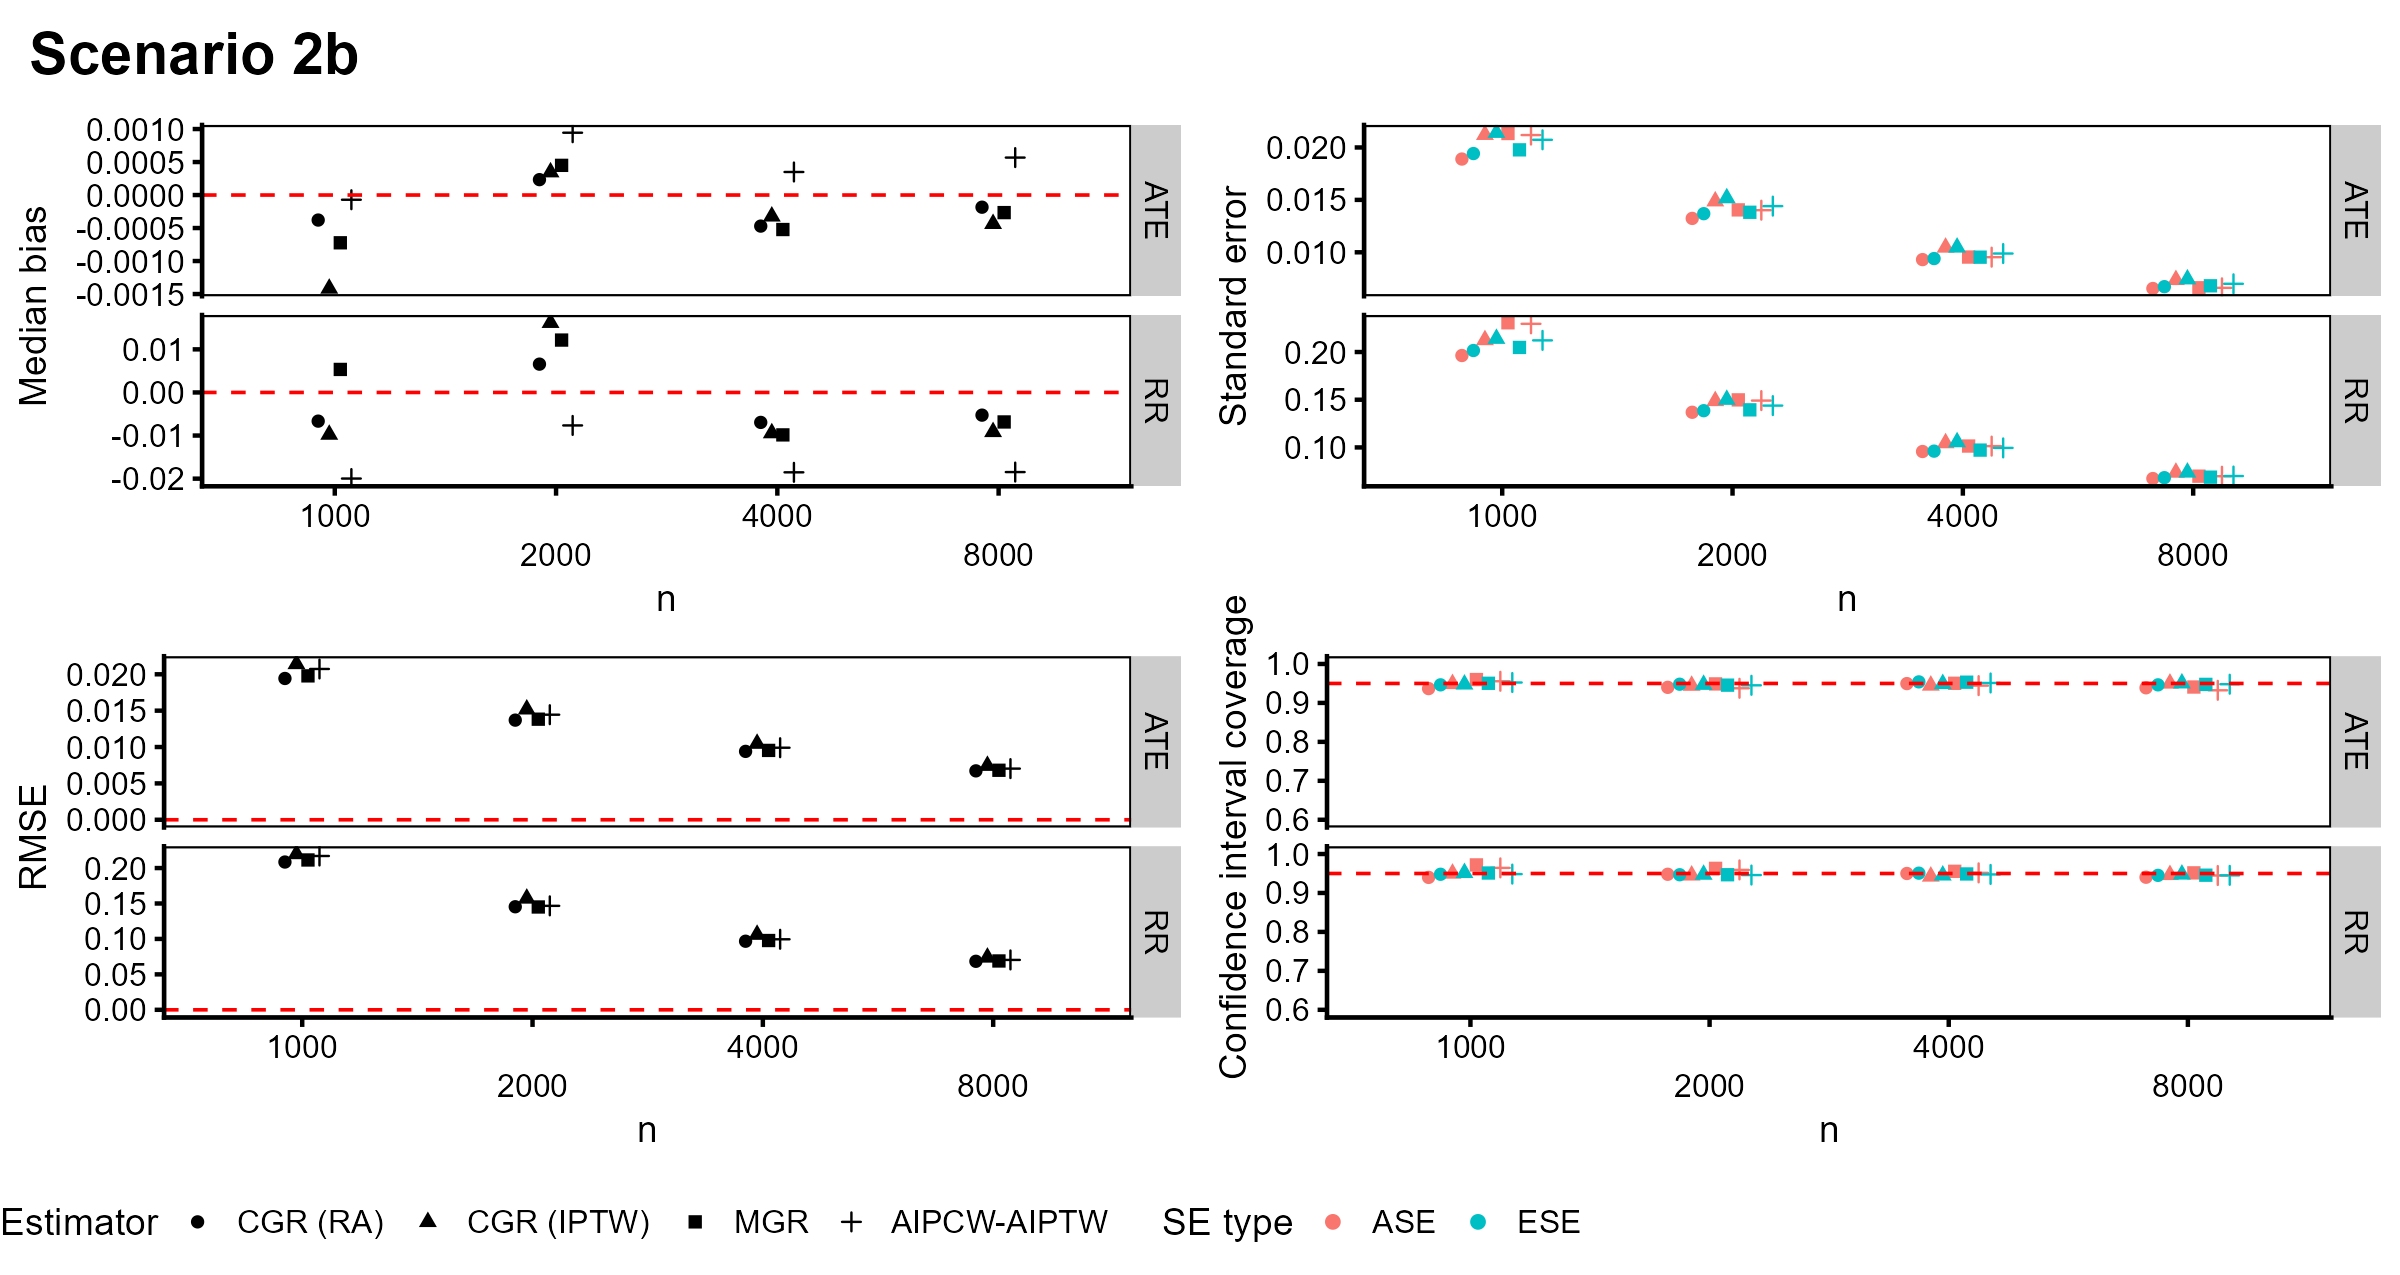 Scenario 2b
Median bias
0.0010
0.0005
0.0000
-0.0005
-0.0010
-0.0015
ATE
0.01
0.00
-0.01
-0.02
RR
1000
2000
4000
8000
n
Standard error
0.020
0.015
0.010
ATE
0.20
0.15
0.10
RR
1000
2000
4000
8000
n
RMSE
0.020
0.015
0.010
0.005
0.000
ATE
0.20
0.15
0.10
0.05
0.00
RR
1000
2000
4000
8000
n
Confidence interval coverage
1.0
0.9
0.8
0.7
0.6
ATE
1.0
0.9
0.8
0.7
0.6
RR
1000
2000
4000
8000
n
Estimator CGR (RA) CGR (IPTW) MGR AIPCW-AIPTW SE type ASE ESE